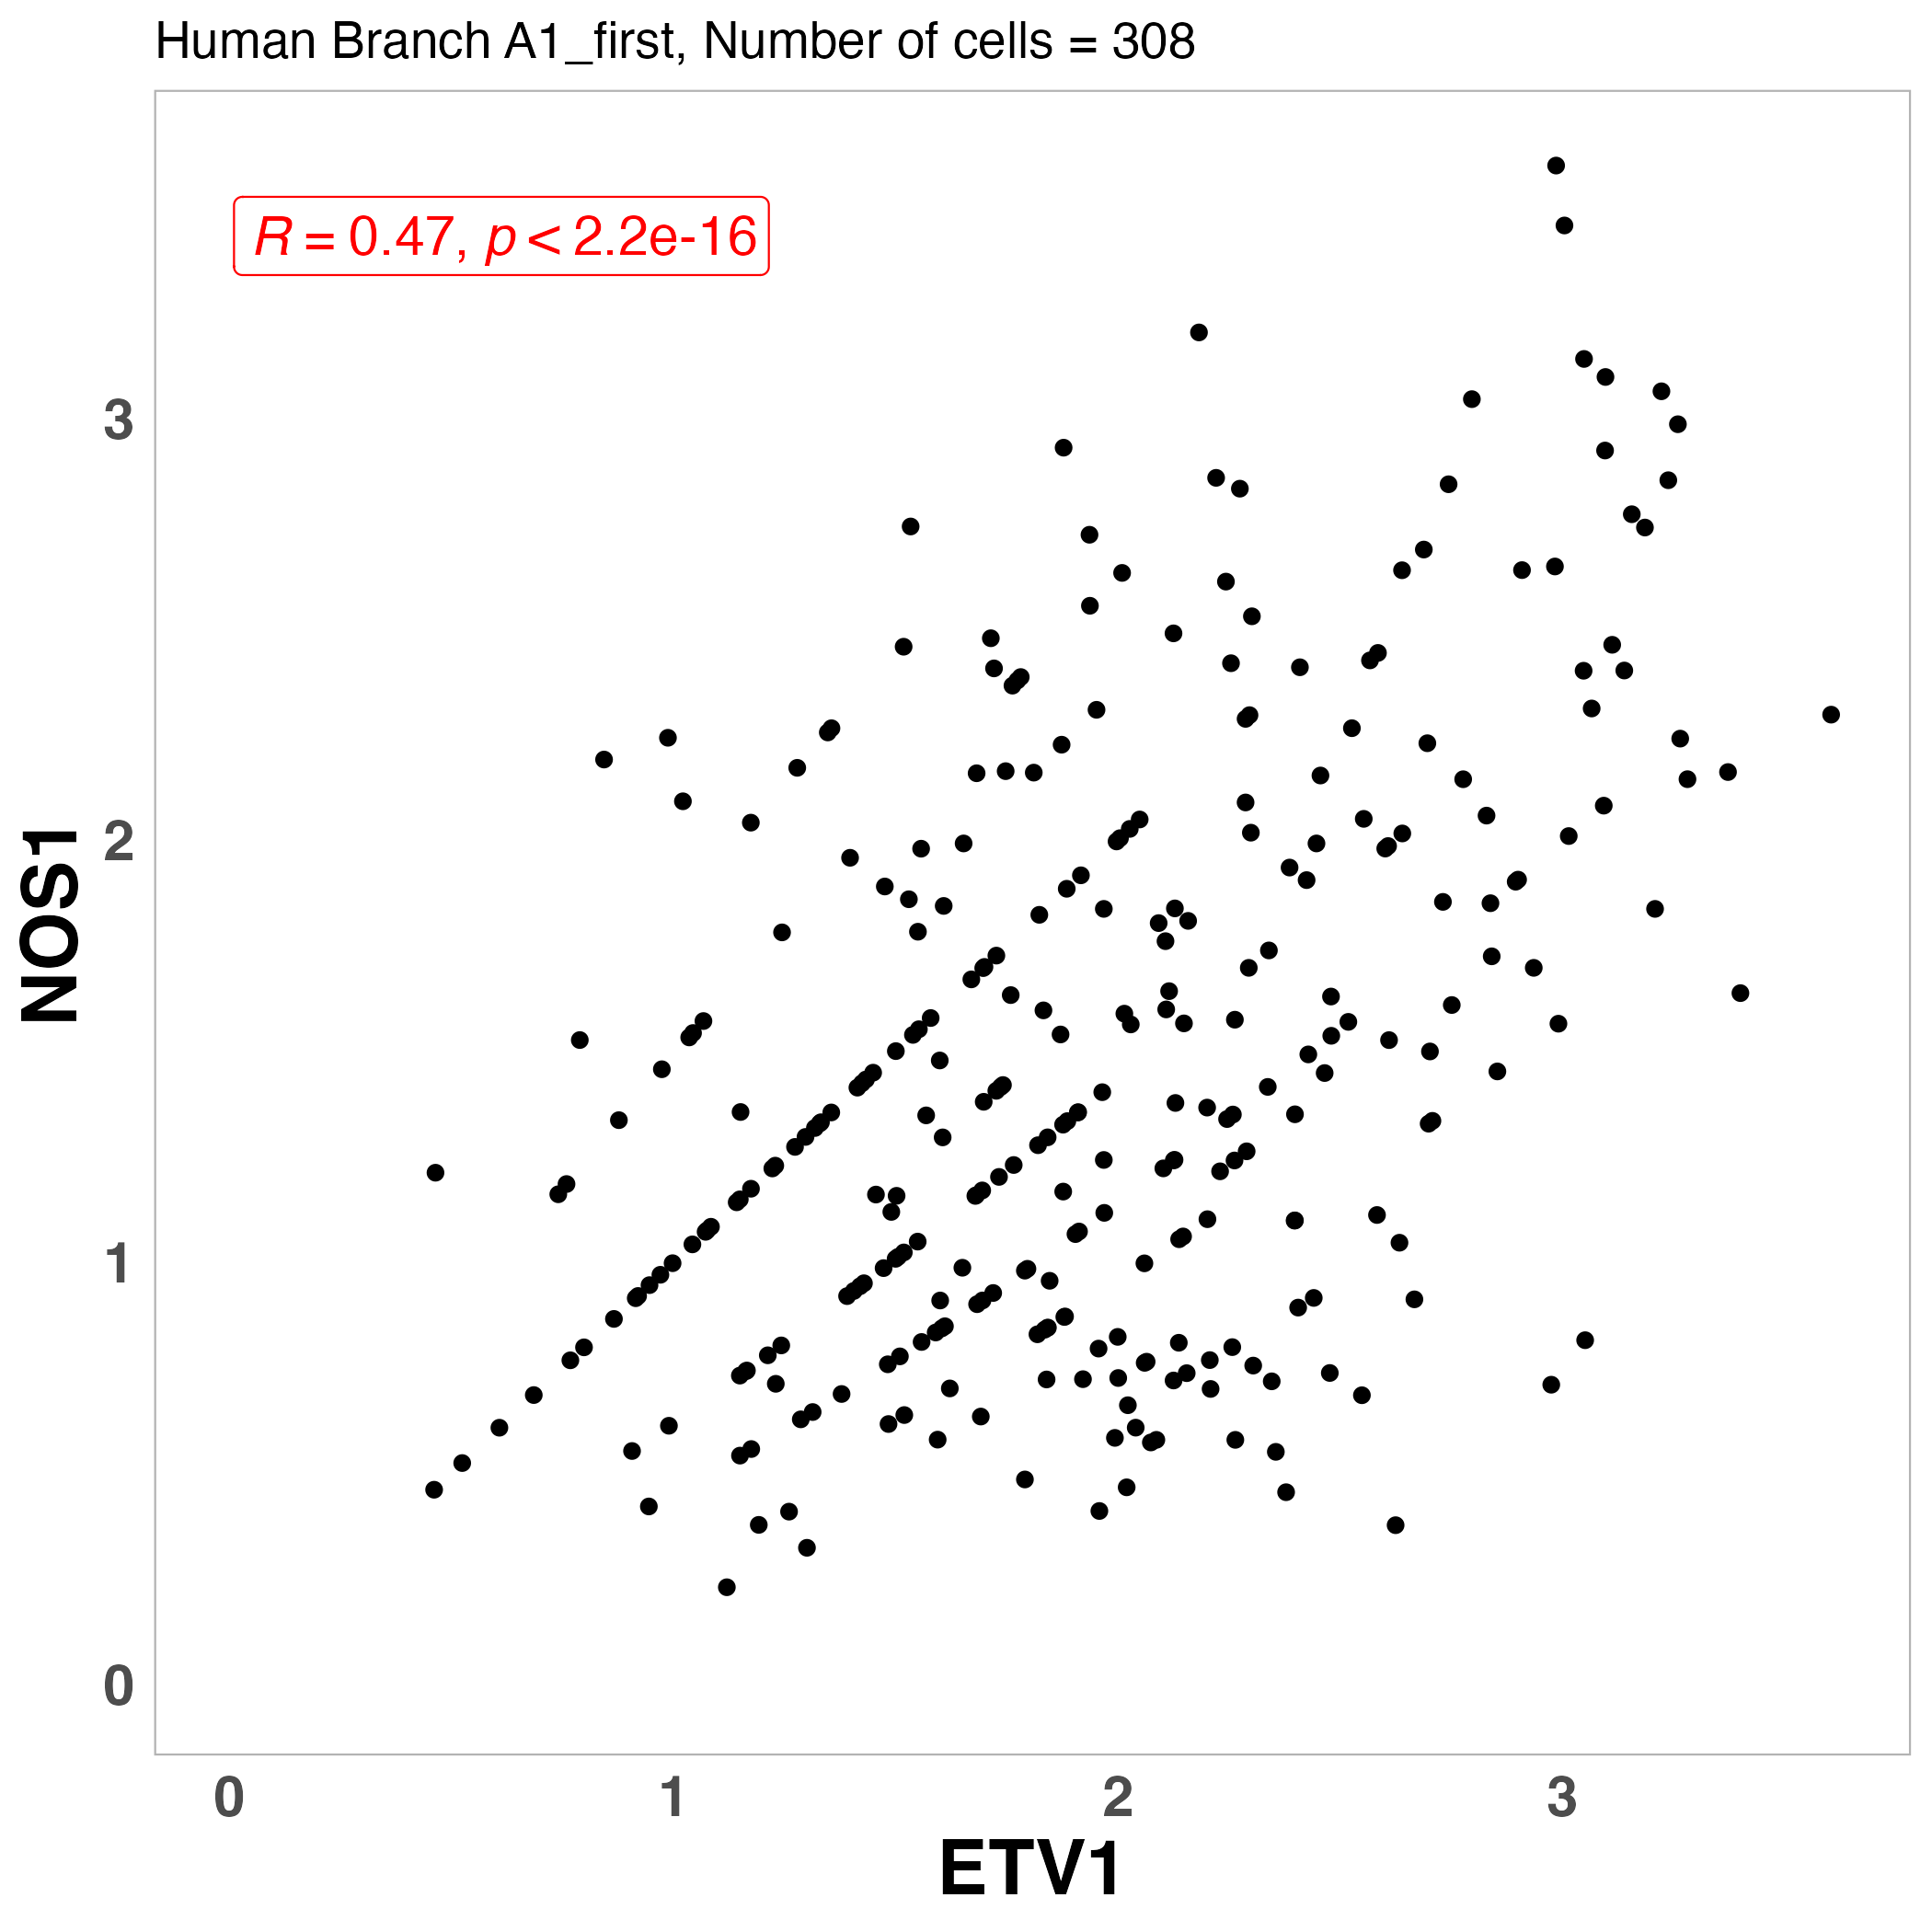 Human Branch A1_first, Number of cells = 308
R = 0.47, p < 2.2e-16
3
2
1
0
NOS1
0 1 2 3
ETV1